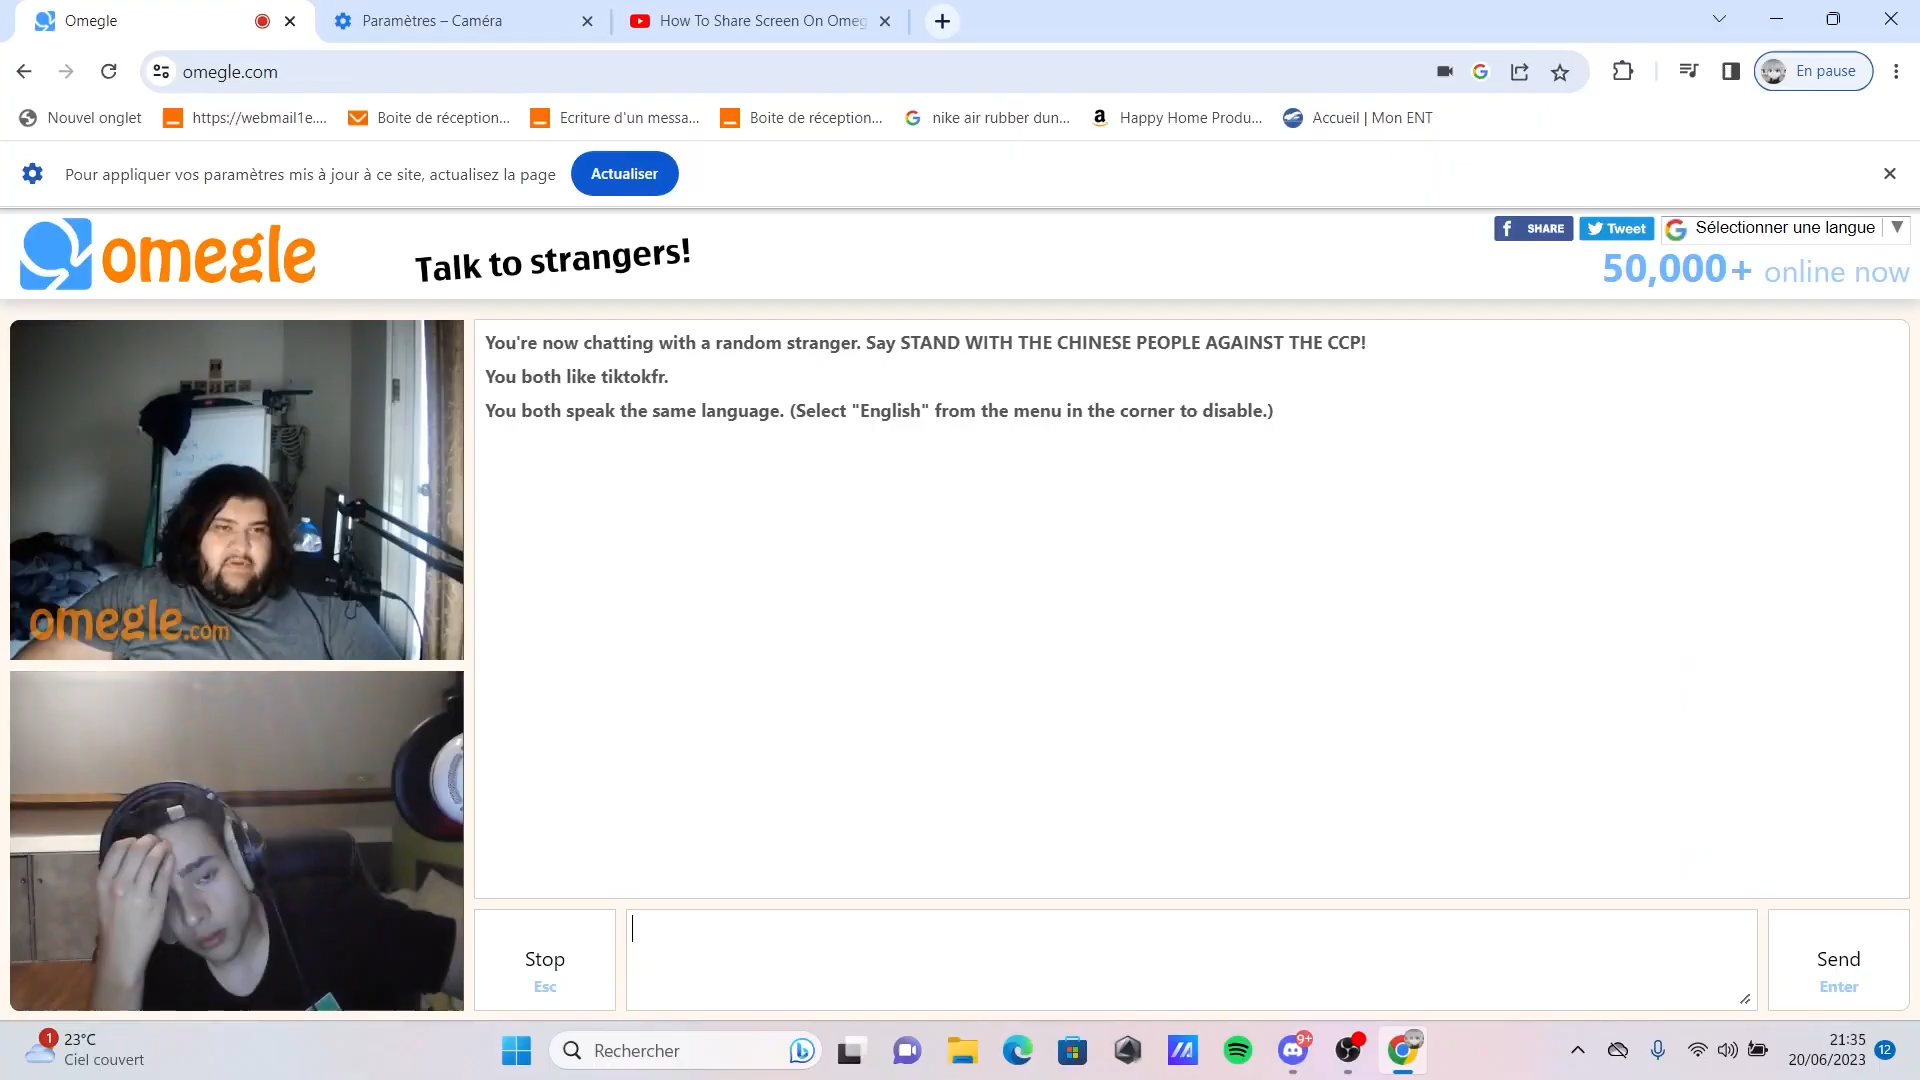 Omegle
Paramètres – Caméra
How To Share Screen On Omeg
omegle.com
En pause
Nouvel onglet
https://webmail1e....
Boite de réception...
Ecriture d'un messa...
Boite de réception...
nike air rubber dun...
Happy Home Produ...
Accueil | Mon ENT
Pour appliquer vos paramètres mis à jour à ce site, actualisez la page
Actualiser
omegle
Talk to strangers!
SHARE
Tweet
Sélectionner une langue
50,000+ online now
You're now chatting with a random stranger. Say STAND WITH THE CHINESE PEOPLE AGAINST THE CCP!
You both like tiktokfr.
You both speak the same language. (Select "English" from the menu in the corner to disable.)
omegle.com
Stop
Esc
Send
Enter
1
23°C
Ciel couvert
Rechercher
9+
21:35
20/06/2023
12